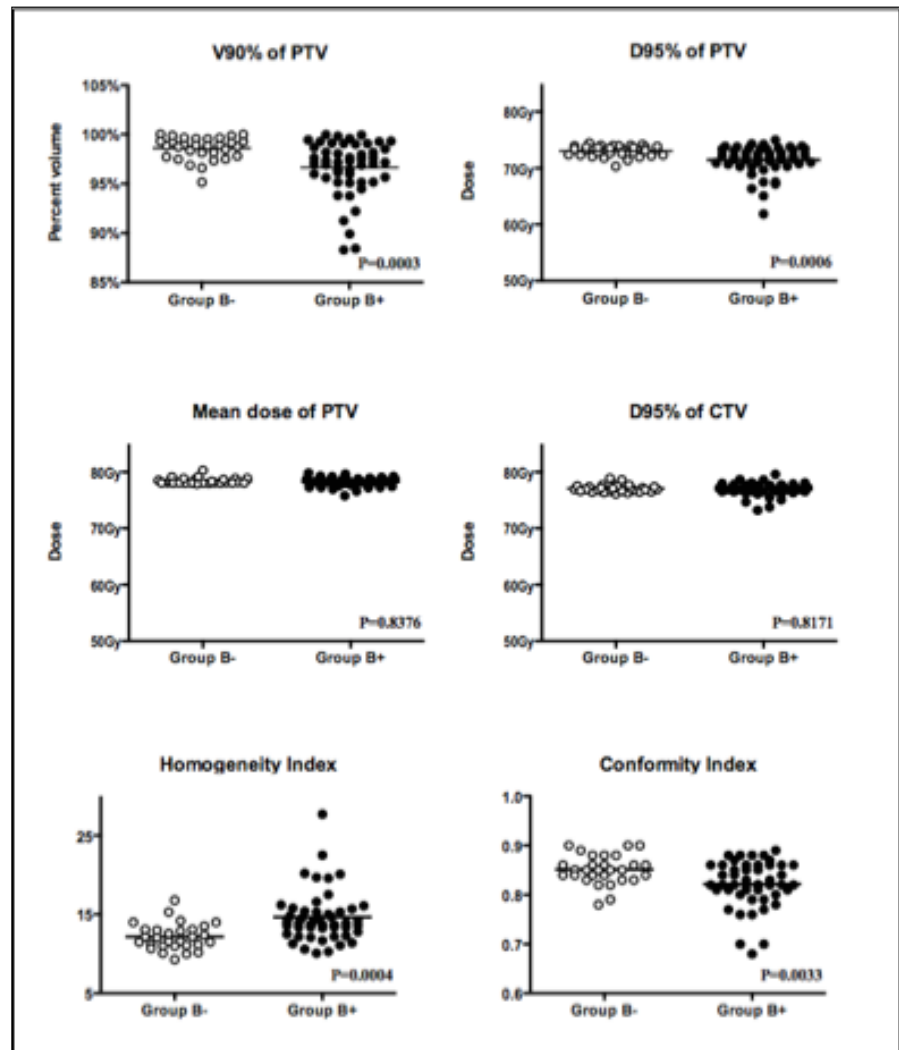 V90% of PTV
105%
100%
95%
90%
85%
Percent volume
P=0.0003
Group B-
Group B+
D95% of PTV
80Gy
70Gy
60Gy
50Gy
Dose
P=0.0006
Group B-
Group B+
Mean dose of PTV
80Gy
70Gy
60Gy
50Gy
Dose
P=0.8376
Group B-
Group B+
D95% of CTV
80Gy
70Gy
60Gy
50Gy
Dose
P=0.8171
Group B-
Group B+
Homogeneity Index
25
15
5
P=0.0004
Group B-
Group B+
Conformity Index
1.0
0.9
0.8
0.7
0.6
P=0.0033
Group B-
Group B+